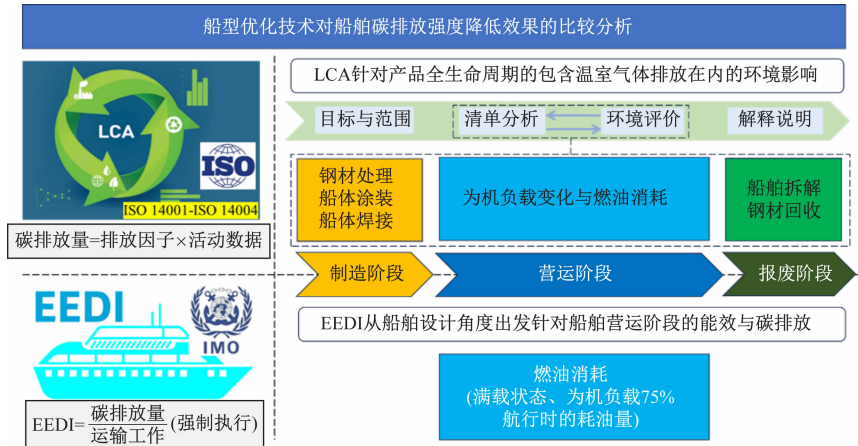 船型优化技术对船舶碳排放强度降低效果的比较分析
LCA
ISO
ISO 14001-ISO 14004
碳排放量=排放因子×活动数据
LCA针对产品全生命周期的包含温室气体排放在内的环境影响
目标与范围
清单分析
环境评价
解释说明
钢材处理
船体涂装
船体焊接
为机负载变化与燃油消耗
船舶拆解
钢材回收
制造阶段
营运阶段
报废阶段
EEDI
IMO
EEDI=碳排放量/运输工作(强制执行)
EEDI从船舶设计角度出发针对船舶营运阶段的能效与碳排放
燃油消耗
(满载状态、为机负载75%
航行时的耗油量)